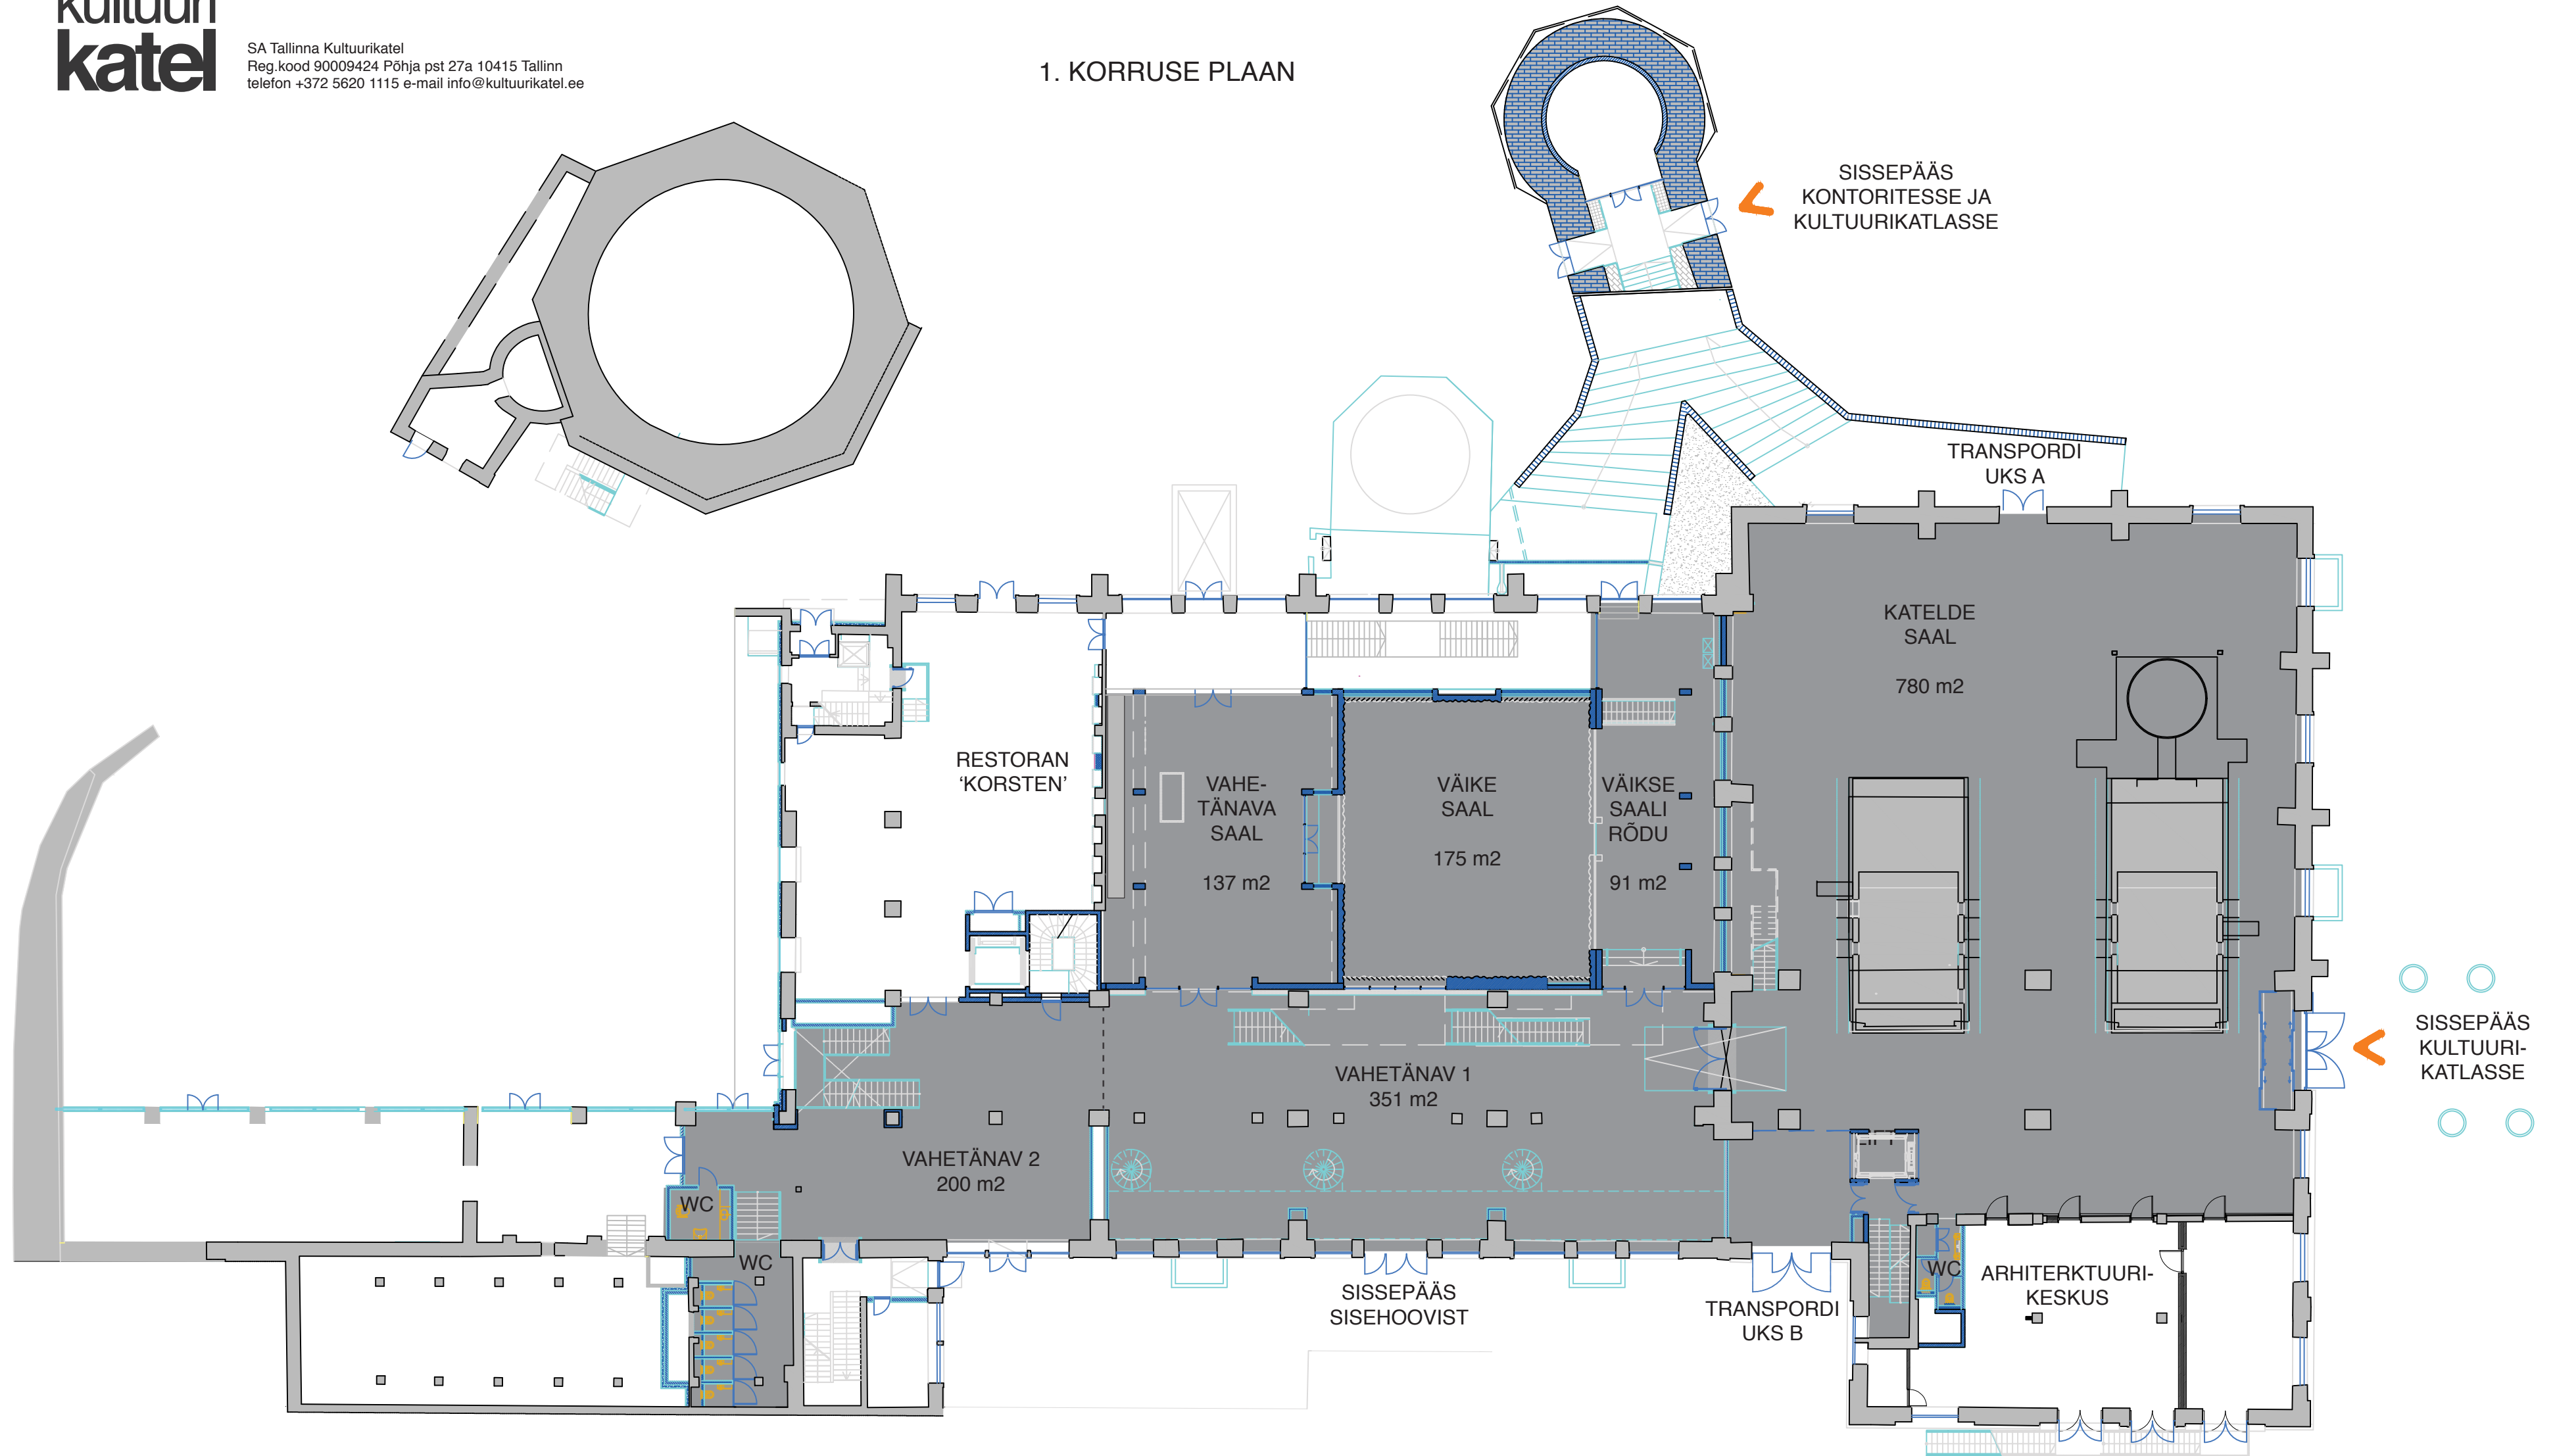 kultuuri
katel
SA Tallinna Kultuurikatel
Reg.kood 90009424 Põhja pst 27a 10415 Tallinn
telefon +372 5620 1115 e-mail info@kultuurikatel.ee
1. KORRUSE PLAAN
SISSEPÄÄS
KONTORITESSE JA
KULTUURIKATLASSE
TRANSPORDI
UKS A
KATELDE
SAAL
780 m2
RESTORAN
‘KORSTEN’
VAHE-
TÄNAVA
SAAL
137 m2
VÄIKE
SAAL
175 m2
VÄIKSE
SAALI
RÕDU
91 m2
SISSEPÄÄS
KULTUURI-
KATLASSE
VAHETÄNAV 1
351 m2
VAHETÄNAV 2
200 m2
WC
WC
WC
SISSEPÄÄS
SISEHOOVIST
TRANSPORDI
UKS B
ARHITERKTUURI-
KESKUS